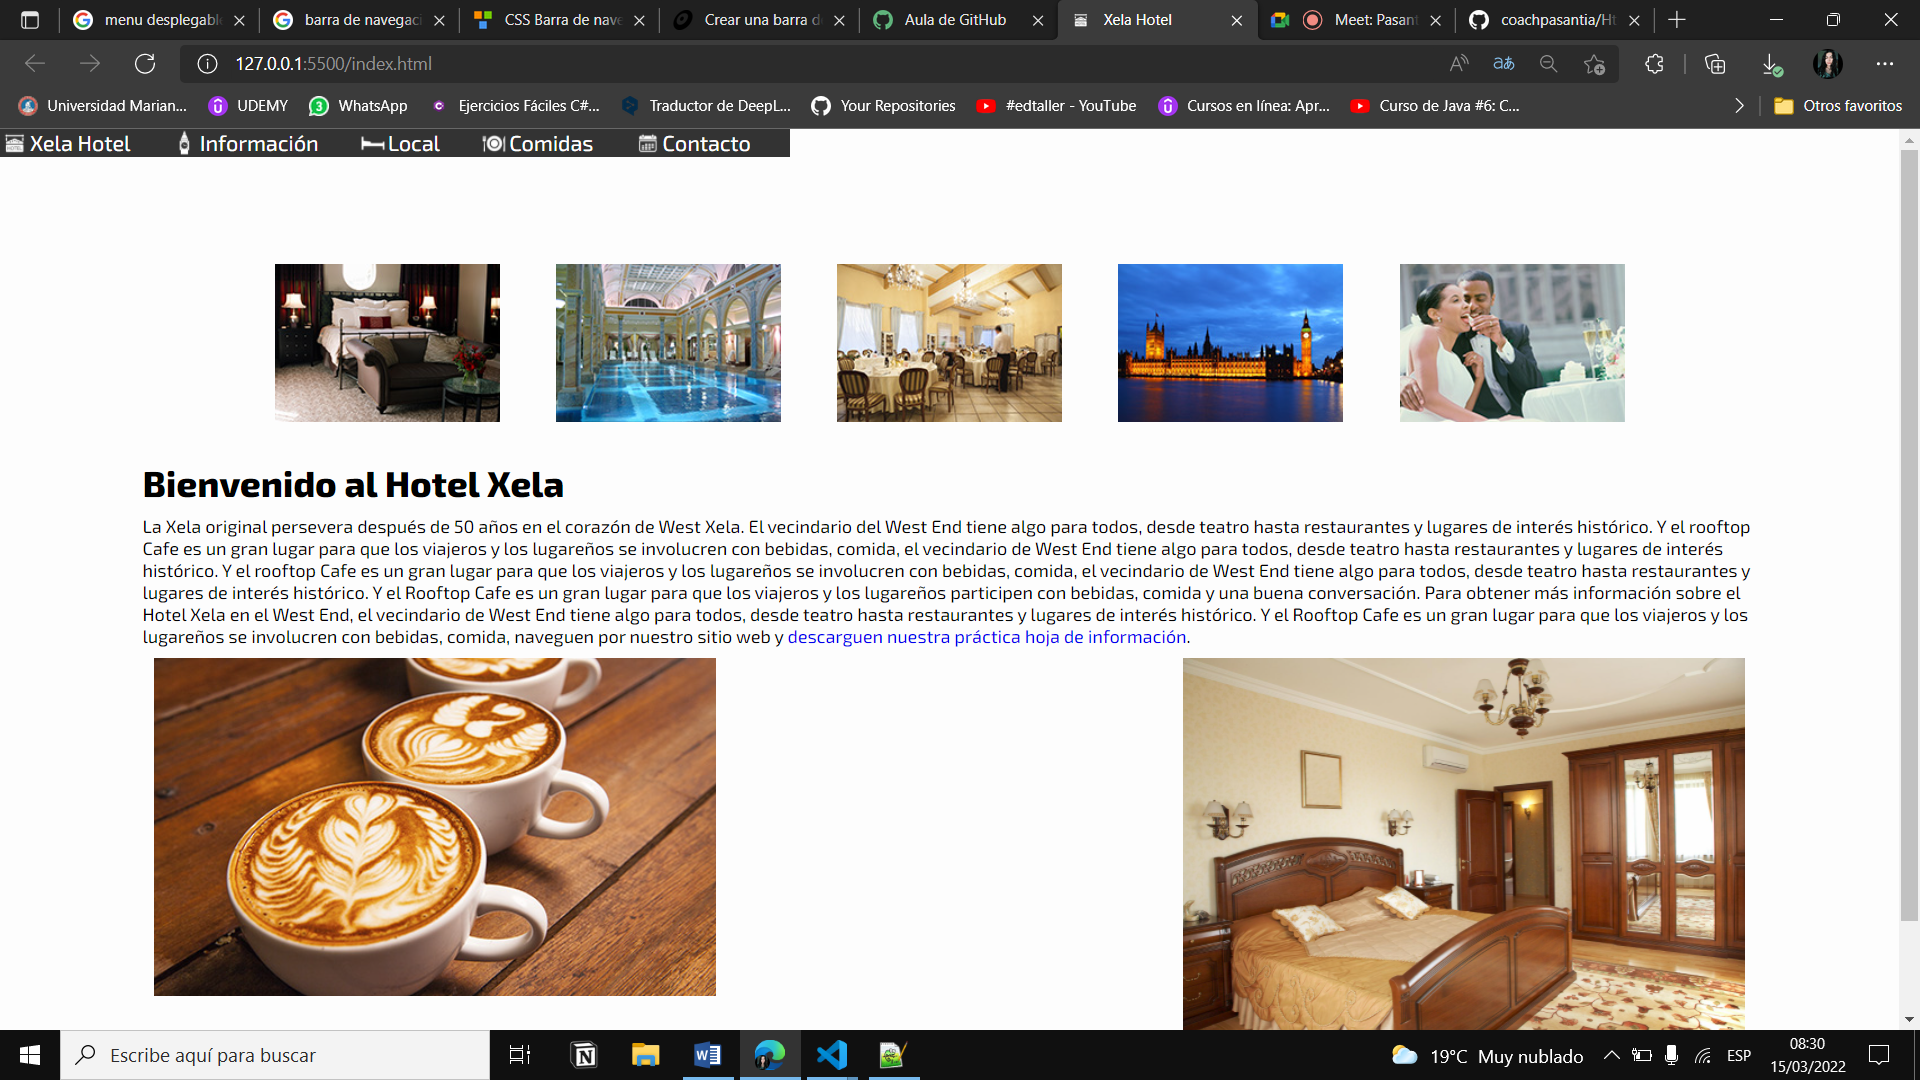 menu desplegable
barra de navegaci
CSS Barra de nave
Crear una barra d
Aula de GitHub
Xela Hotel
Meet: Pasant
coachpasantia/Ht
127.0.0.1:5500/index.html
Universidad Marian...
UDEMY
WhatsApp
Ejercicios Fáciles C#...
Traductor de DeepL...
Your Repositories
#edtaller - YouTube
Cursos en línea: Apr...
Curso de Java #6: C...
Otros favoritos
Xela Hotel
Información
Local
Comidas
Contacto
Bienvenido al Hotel Xela
La Xela original persevera después de 50 años en el corazón de West Xela. El vecindario del West End tiene algo para todos, desde teatro hasta restaurantes y lugares de interés histórico. Y el rooftop
Cafe es un gran lugar para que los viajeros y los lugareños se involucren con bebidas, comida, el vecindario de West End tiene algo para todos, desde teatro hasta restaurantes y lugares de interés
histórico. Y el rooftop Cafe es un gran lugar para que los viajeros y los lugareños se involucren con bebidas, comida, el vecindario de West End tiene algo para todos, desde teatro hasta restaurantes y
lugares de interés histórico. Y el Rooftop Cafe es un gran lugar para que los viajeros y los lugareños participen con bebidas, comida y una buena conversación. Para obtener más información sobre el
Hotel Xela en el West End, el vecindario de West End tiene algo para todos, desde teatro hasta restaurantes y lugares de interés histórico. Y el Rooftop Cafe es un gran lugar para que los viajeros y los
lugareños se involucren con bebidas, comida, naveguen por nuestro sitio web y descarguen nuestra práctica hoja de información.
Escribe aquí para buscar
19°C Muy nublado
ESP
08:30
15/03/2022